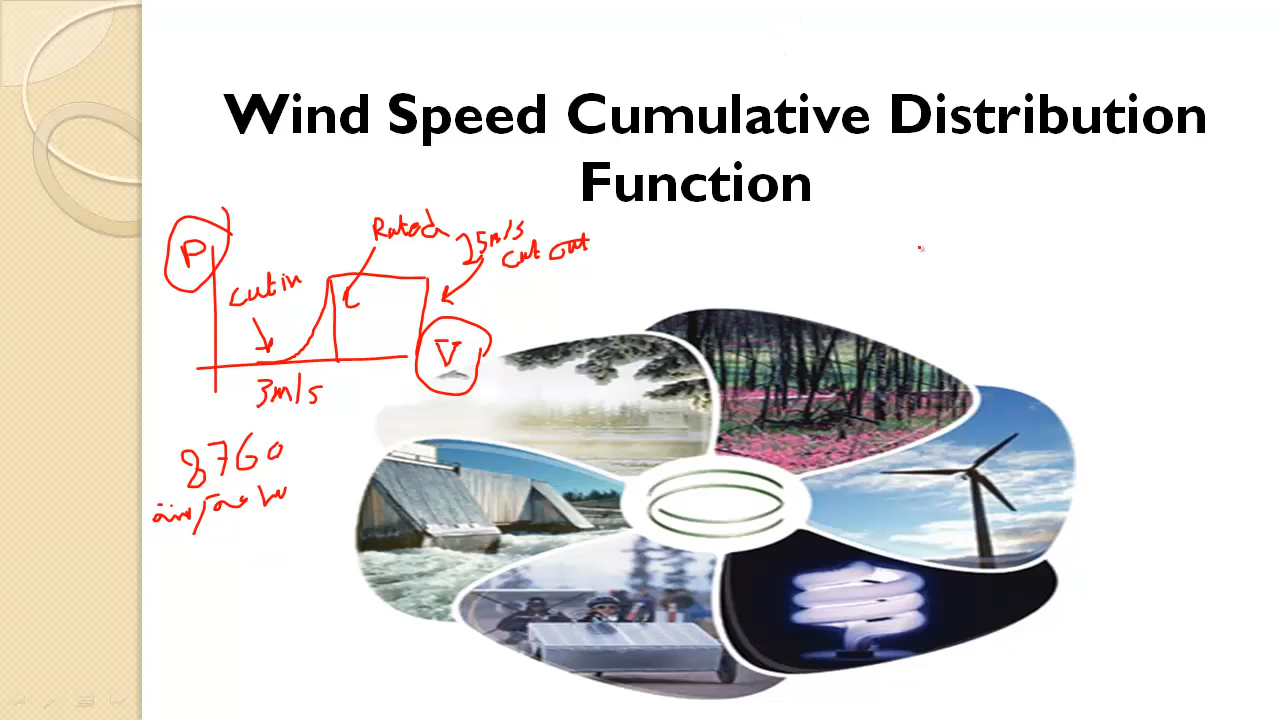 Wind Speed Cumulative Distribution
Function
P
Rated
25m/s
cut out
cut in
V
3m/s
8760